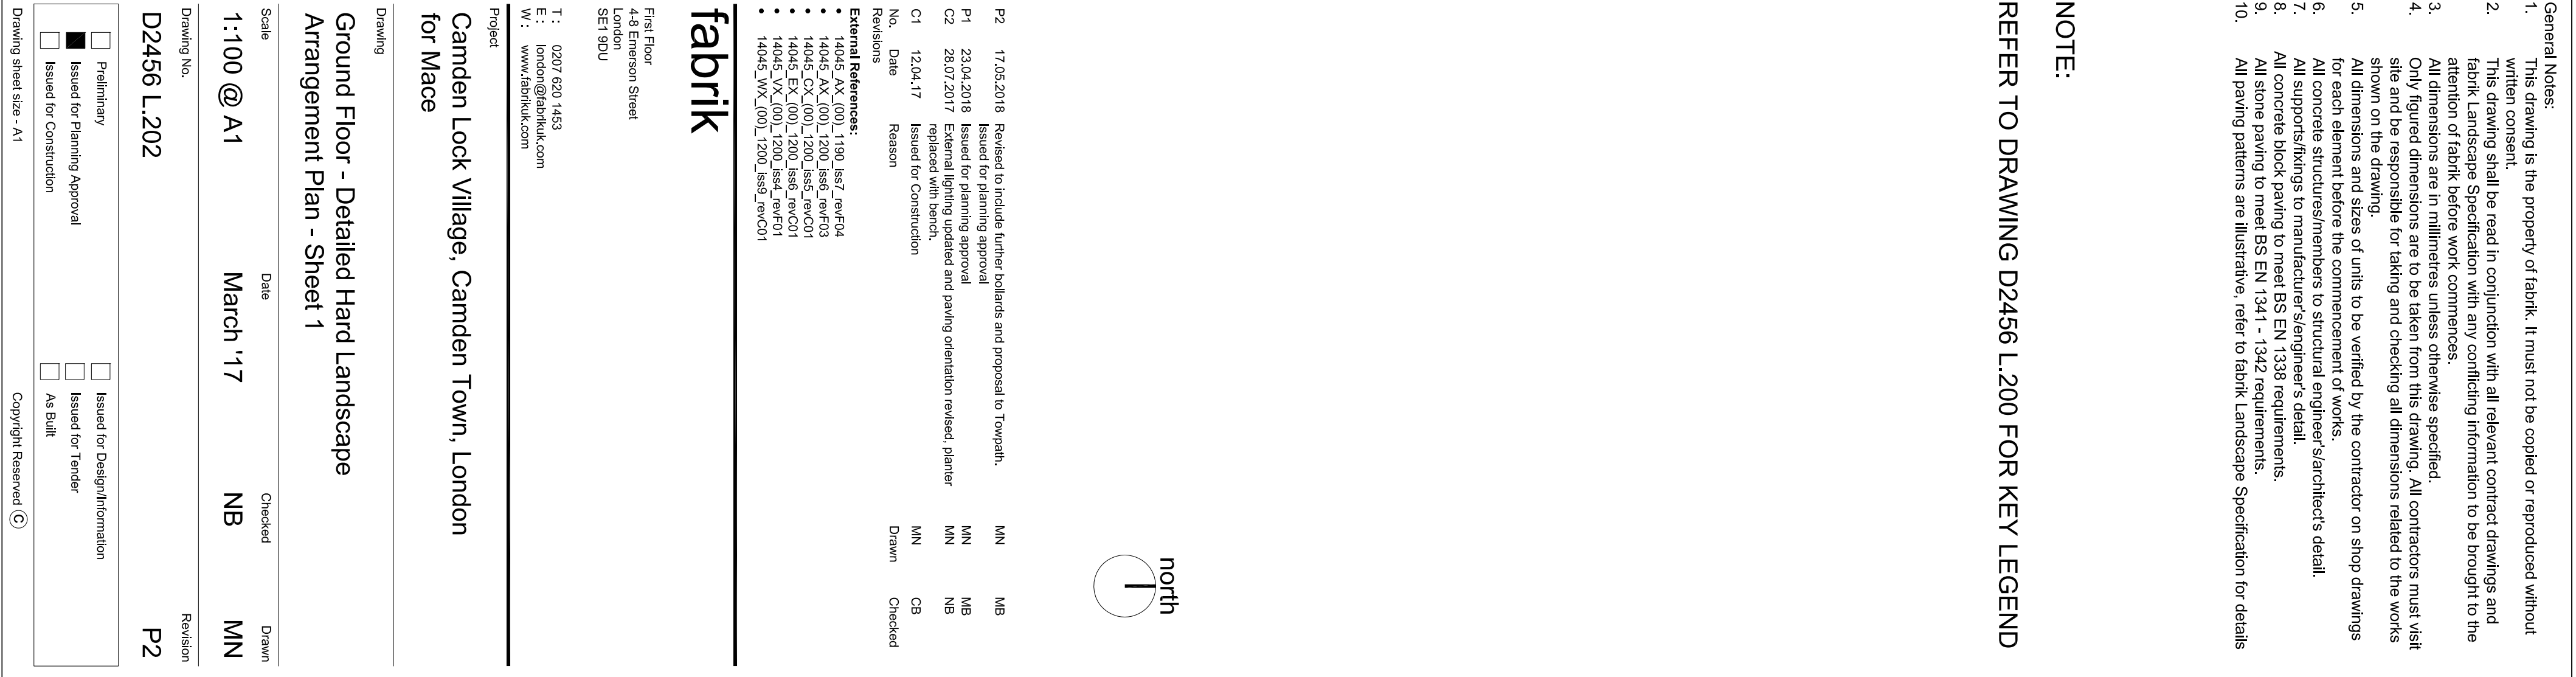 General Notes:
1. This drawing is the property of fabrik. It must not be copied or reproduced without
written consent.
2. This drawing shall be read in conjunction with all relevant contract drawings and
fabrik Landscape Specification with any conflicting information to be brought to the
attention of fabrik before work commences.
3. All dimensions are in millimetres unless otherwise specified.
4. Only figured dimensions are to be taken from this drawing. All contractors must visit
site and be responsible for taking and checking all dimensions related to the works
shown on the drawing.
5. All dimensions and sizes of units to be verified by the contractor on shop drawings
for each element before the commencement of works.
6. All concrete structures/members to structural engineer's/architect's detail.
7. All supports/fixings to manufacturer's/engineer's detail.
8. All concrete block paving to meet BS EN 1338 requirements.
9. All stone paving to meet BS EN 1341 - 1342 requirements.
10. All paving patterns are illustrative, refer to fabrik Landscape Specification for details
NOTE:
REFER TO DRAWING D2456 L.200 FOR KEY LEGEND
north
P2 17.05.2018 Revised to include further bollards and proposal to Towpath. MN MB
Issued for planning approval
P1 23.04.2018 Issued for planning approval MN MB
C2 28.07.2017 External lighting updated and paving orientation revised, planter MN NB
replaced with bench.
C1 12.04.17 Issued for Construction MN CB
No. Date Reason Drawn Checked
Revisions
External References:
• 14045_AX_(00)_1190_iss7_revF04
• 14045_AX_(00)_1200_iss6_revF03
• 14045_CX_(00)_1200_iss5_revC01
• 14045_EX_(00)_1200_iss6_revC01
• 14045_VX_(00)_1200_iss4_revF01
• 14045_WX_(00)_1200_iss9_revC01
fabrik
First Floor
4-8 Emerson Street
London
SE1 9DU
T : 0207 620 1453
E : london@fabrikuk.com
W : www.fabrikuk.com
Project
Camden Lock Village, Camden Town, London
for Mace
Drawing
Ground Floor - Detailed Hard Landscape
Arrangement Plan - Sheet 1
Scale Date Checked Drawn
1:100 @ A1 March '17 NB MN
Drawing No. Revision
D2456 L.202 P2
Preliminary Issued for Design/Information
Issued for Planning Approval Issued for Tender
Issued for Construction As Built
Drawing sheet size - A1 Copyright Reserved ©